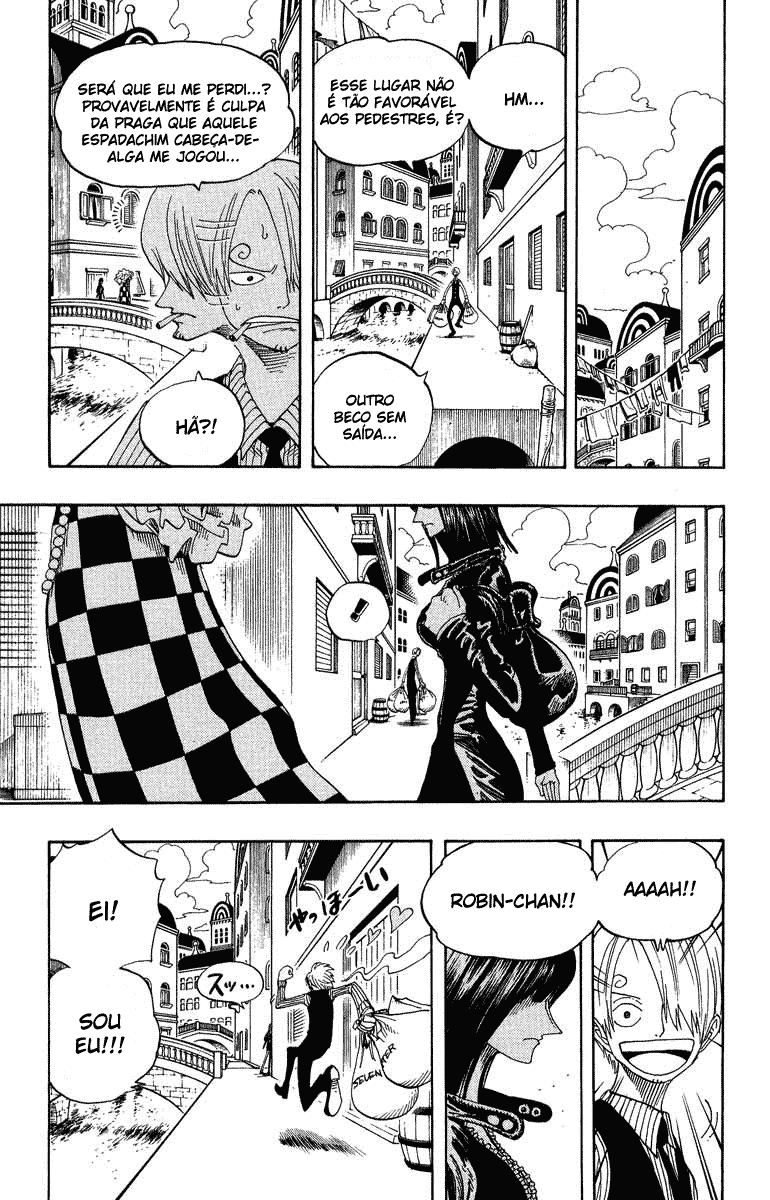 HM...
ESSE LUGAR NÃO
É TÃO FAVORÁVEL
AOS PEDESTRES, É?
OUTRO
BECO SEM
SAÍDA...
SERÁ QUE EU ME PERDI...?
PROVAVELMENTE É CULPA
DA PRAGA QUE AQUELE
ESPADACHIM CABEÇA-DE-
ALGA ME JOGOU...
HÃ?!
!!
AAAAH!!
ROBIN-CHAN!!
やっほーい
スッ...
EI!
SOU
EU!!!